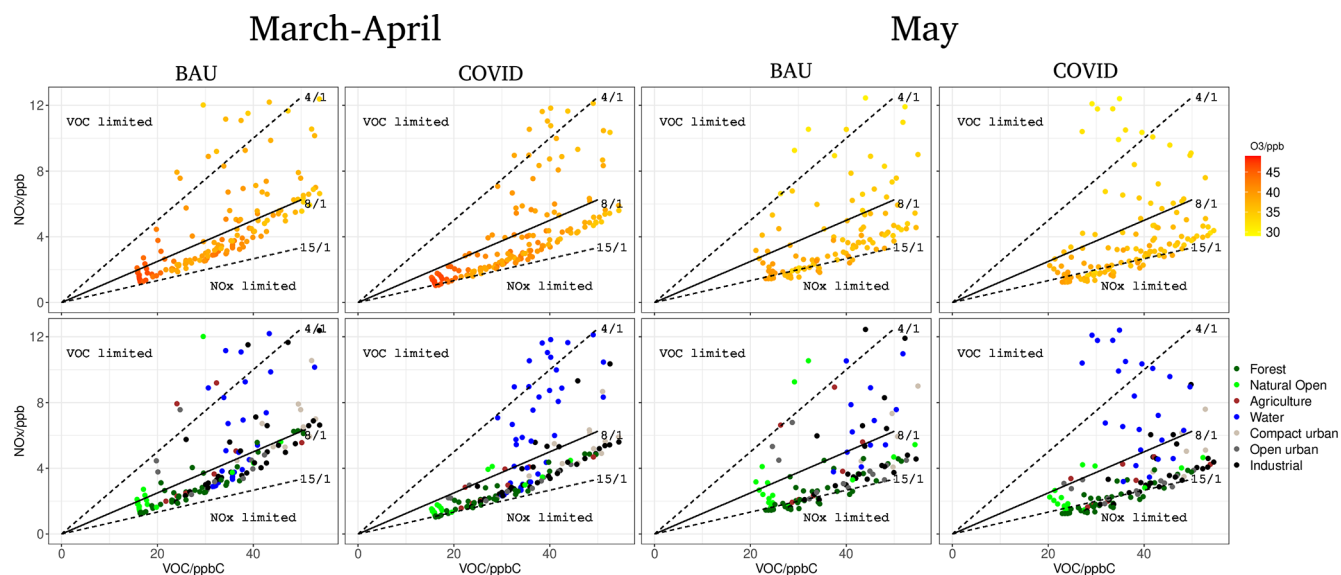 March-April
May
BAU
COVID
BAU
COVID
12
8
4
0
NOx/ppb
VOC limited
4/1
8/1
15/1
NOx limited
VOC limited
4/1
8/1
15/1
NOx limited
VOC limited
4/1
8/1
15/1
NOx limited
VOC limited
4/1
8/1
15/1
NOx limited
O3/ppb
45
40
35
30
12
8
4
0
NOx/ppb
VOC limited
4/1
8/1
15/1
NOx limited
VOC limited
4/1
8/1
15/1
NOx limited
VOC limited
4/1
8/1
15/1
NOx limited
VOC limited
4/1
8/1
15/1
NOx limited
Forest
Natural Open
Agriculture
Water
Compact urban
Open urban
Industrial
0 20 40
0 20 40
0 20 40
0 20 40
VOC/ppbC
VOC/ppbC
VOC/ppbC
VOC/ppbC